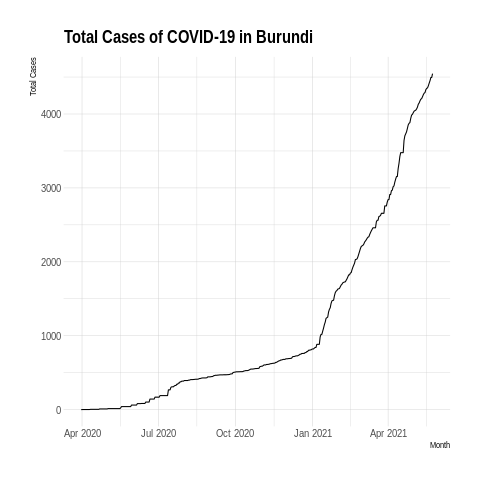 Total Cases of COVID-19 in Burundi
Total Cases
4000
3000
2000
1000
0
Apr 2020 Jul 2020 Oct 2020 Jan 2021 Apr 2021
Month